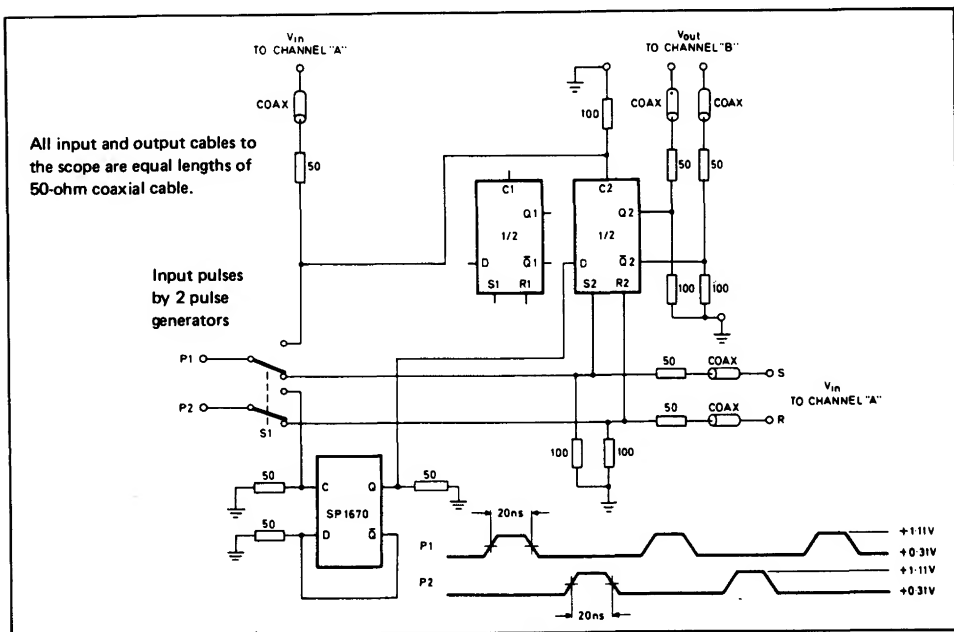 Vin
TO CHANNEL "A"
Vout
TO CHANNEL "B"
COAX
100
COAX
COAX
All input and output cables to
the scope are equal lengths of
50-ohm coaxial cable.
50
50
50
C1
Q1
1/2
D
Q̄1
S1 R1
C2
Q2
1/2
D
Q̄2
S2 R2
100
100
Input pulses
by 2 pulse
generators
P1
P2
S1
50
COAX
S
Vin
TO CHANNEL "A"
50
COAX
R
100
100
50
C
Q
50
SP1670
50
D
Q̄
20ns
P1
+1·11V
+0·31V
P2
+1·11V
+0·31V
20ns